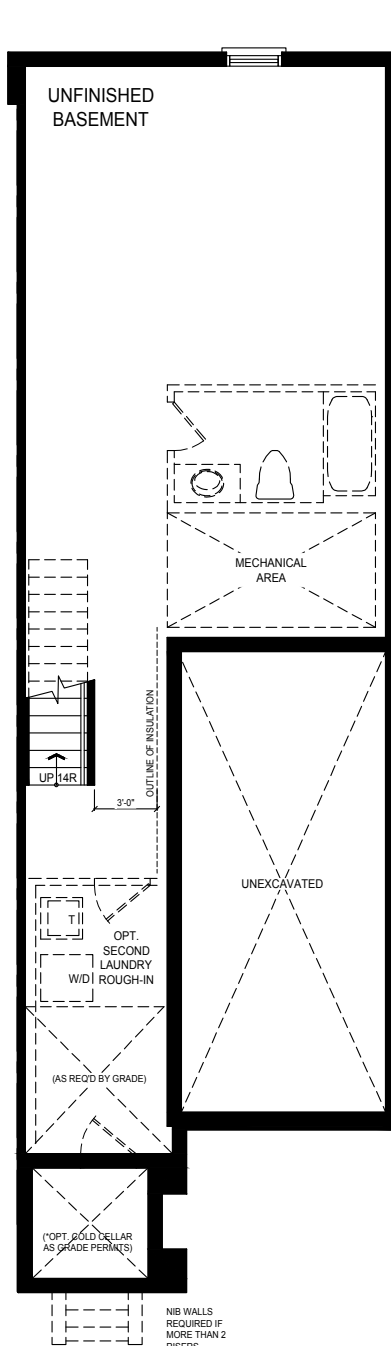 UNFINISHED
BASEMENT
MECHANICAL
AREA
OUTLINE OF INSULATION
UP 14R
3'-0"
UNEXCAVATED
T
OPT.
SECOND
LAUNDRY
ROUGH-IN
W/D
(AS REQ'D BY GRADE)
(*OPT. COLD CELLAR
AS GRADE PERMITS)
NIB WALLS
REQUIRED IF
MORE THAN 2
RISERS